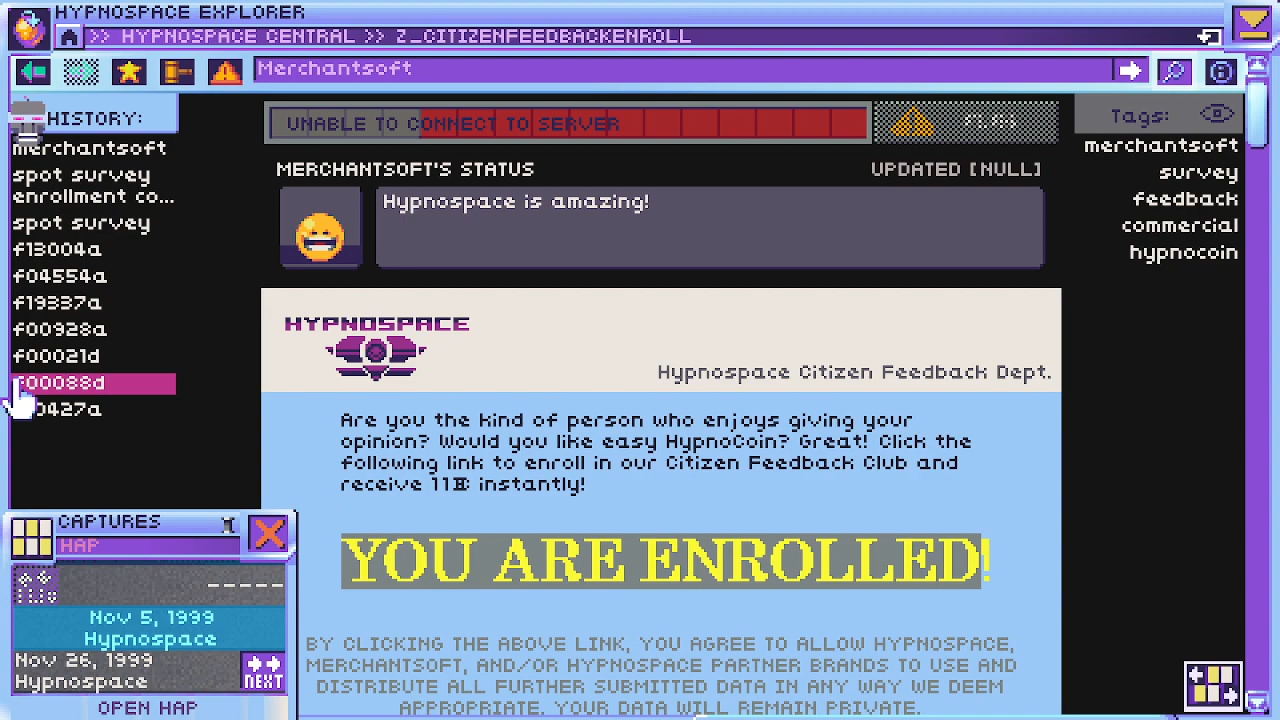 HYPNOSPACE EXPLORER
>> HYPNOSPACE CENTRAL >> Z_CITIZENFEEDBACKENROLL
Merchantsoft
HISTORY:
merchantsoft
spot survey
enrollment co...
spot survey
f13004a
f04554a
f19337a
f00928a
f00021d
f00088d
0427a
UNABLE TO CONNECT TO SERVER
FLAG
MERCHANTSOFT'S STATUS
UPDATED [NULL]
Hypnospace is amazing!
Tags:
merchantsoft
survey
feedback
commercial
hypnocoin
HYPNOSPACE
Hypnospace Citizen Feedback Dept.
Are you the kind of person who enjoys giving your
opinion? Would you like easy HypnoCoin? Great! Click the
following link to enroll in our Citizen Feedback Club and
receive 11 instantly!
YOU ARE ENROLLED!
BY CLICKING THE ABOVE LINK, YOU AGREE TO ALLOW HYPNOSPACE,
MERCHANTSOFT, AND/OR HYPNOSPACE PARTNER BRANDS TO USE AND
DISTRIBUTE ALL FURTHER SUBMITTED DATA IN ANY WAY WE DEEM
APPROPRIATE. YOUR DATA WILL REMAIN PRIVATE.
CAPTURES
HAP
-----
Nov 5, 1999
Hypnospace
Nov 26, 1999
Hypnospace
NEXT
OPEN HAP